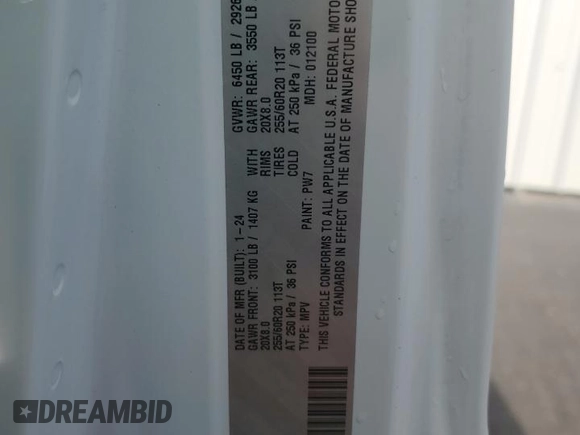 DATE OF MFR (BUILT): 1-24 GVWR: 6450 LB / 2926
GAWR FRONT: 3100 LB / 1407 KG WITH GAWR REAR: 3550 LB
20X8.0 RIMS 20X8.0
255/60R20 113T TIRES 255/60R20 113T
AT 250 kPa / 36 PSI COLD AT 250 kPa / 36 PSI
TYPE: MPV PAINT: PW7 MDH: 012100
THIS VEHICLE CONFORMS TO ALL APPLICABLE U.S.A. FEDERAL MOTO
STANDARDS IN EFFECT ON THE DATE OF MANUFACTURE SHO
DREAMBID